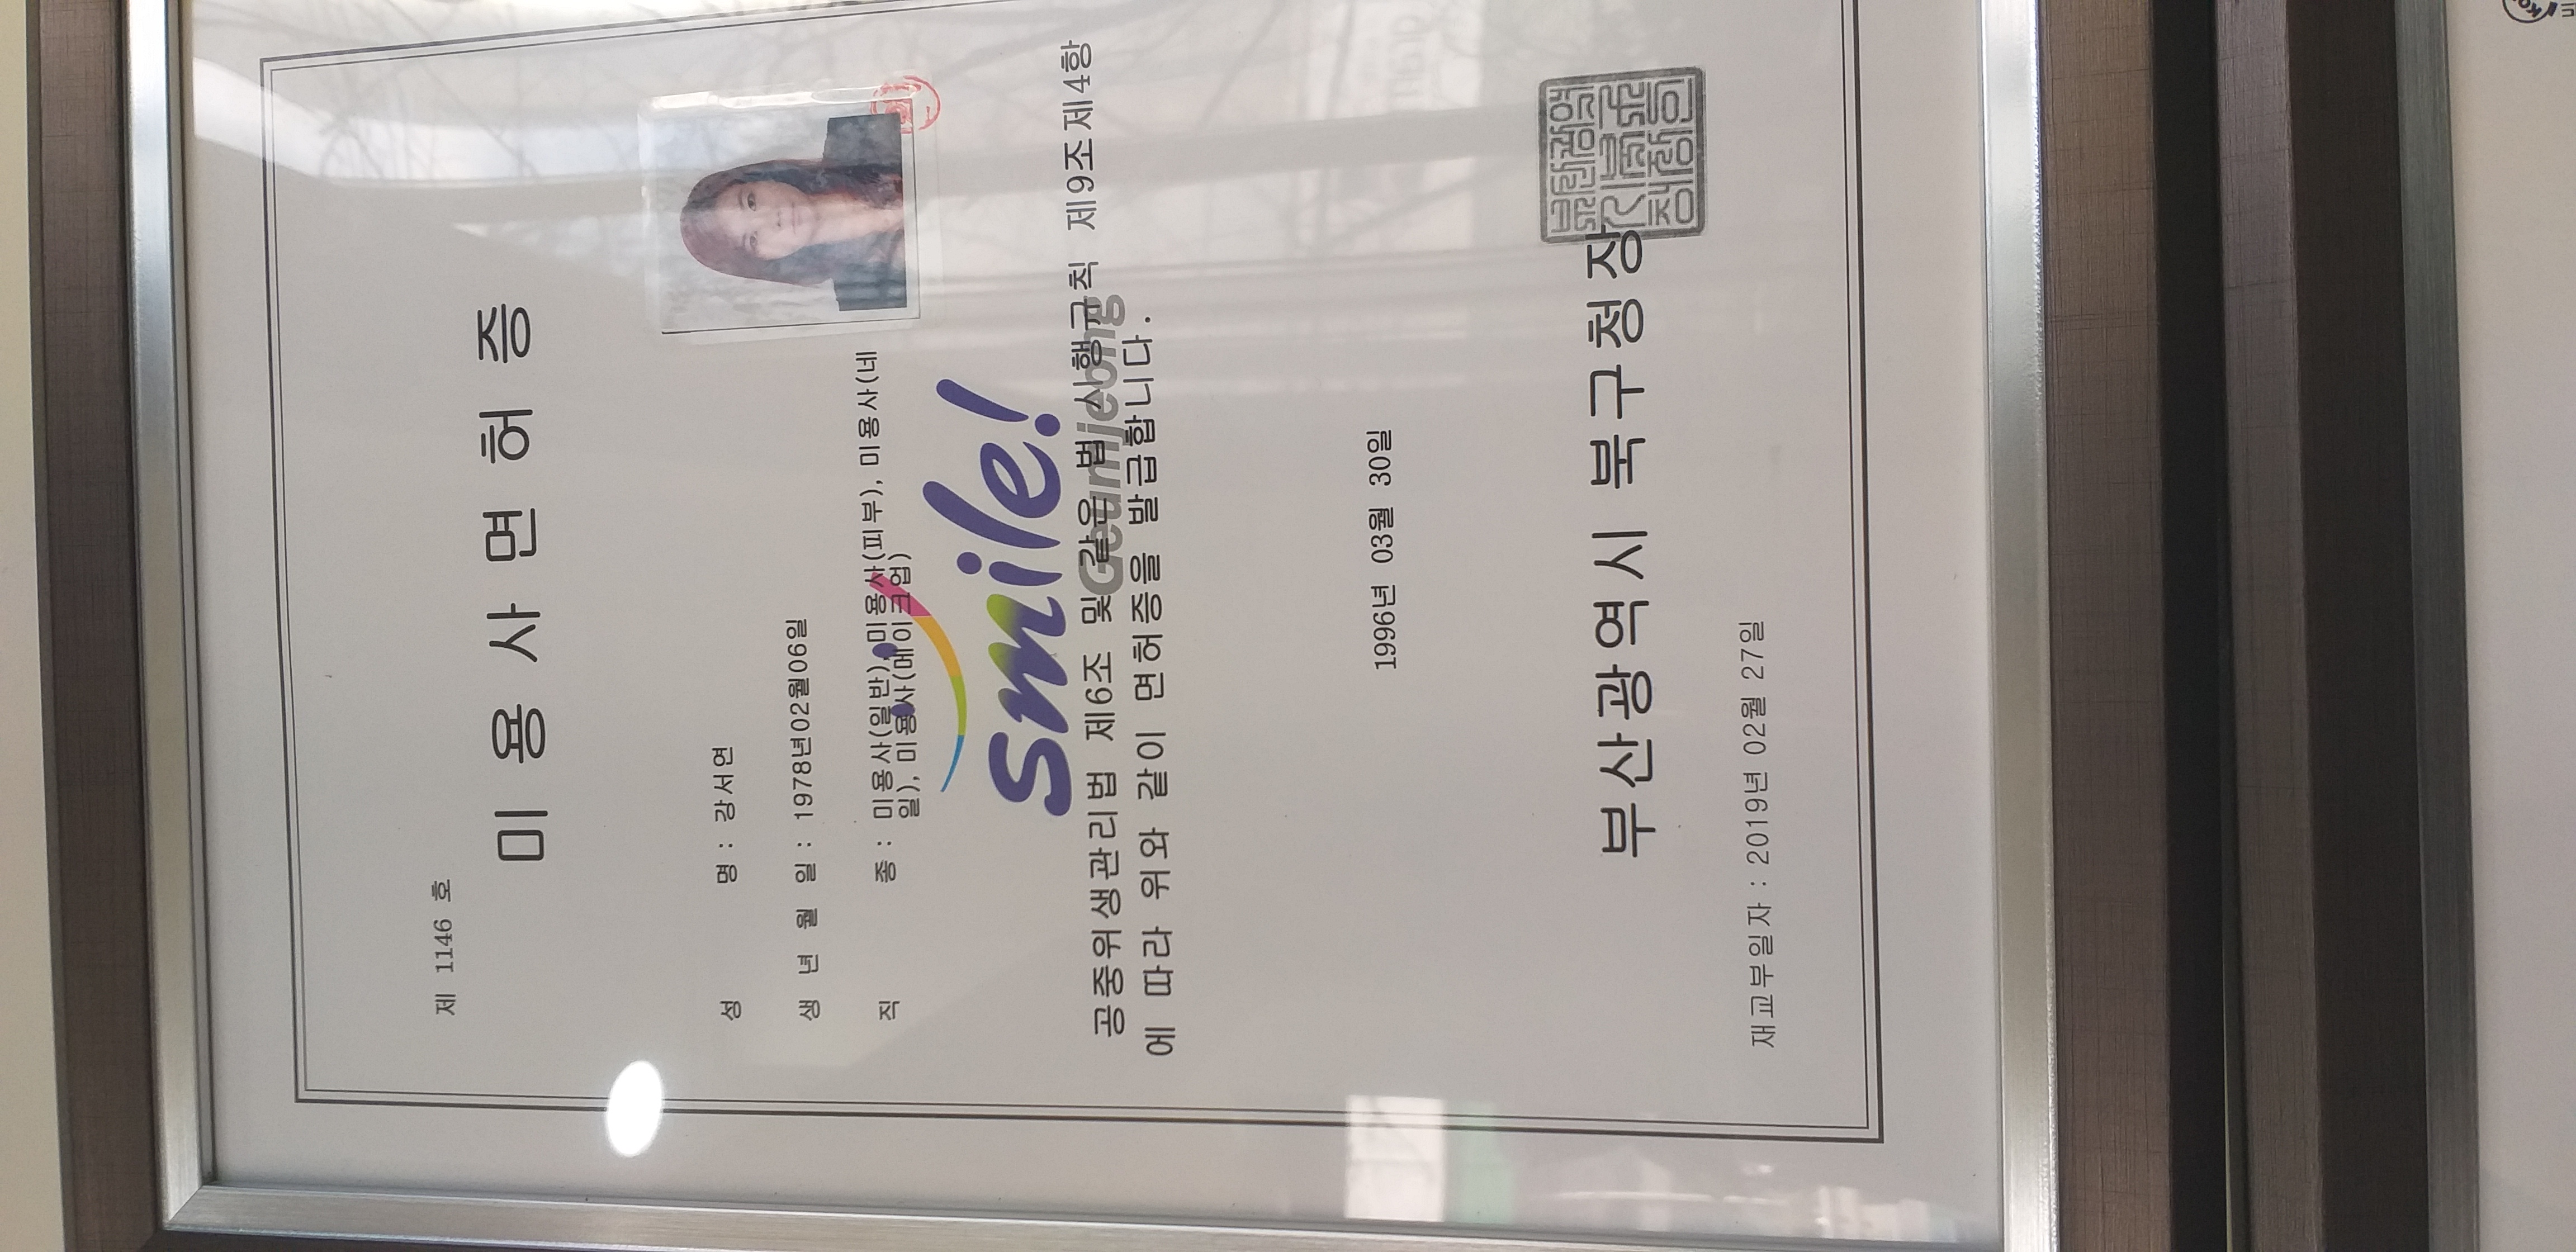 제 1146 호
미 용 사 면 허 증
성 명 : 강서연
생 년 월 일 : 1978년02월06일
직 종 : 미용사(일반), 미용사(피부), 미용사(네
일), 미용사(메이크업)
Smile!
Geumjeong
공중위생관리법 제6조 및 같은 법 시행규칙 제9조제4항
에 따라 위와 같이 면허증을 발급합니다.
1996년 03월 30일
부산광역시 북구청장
재교부일자 : 2019년 02월 27일